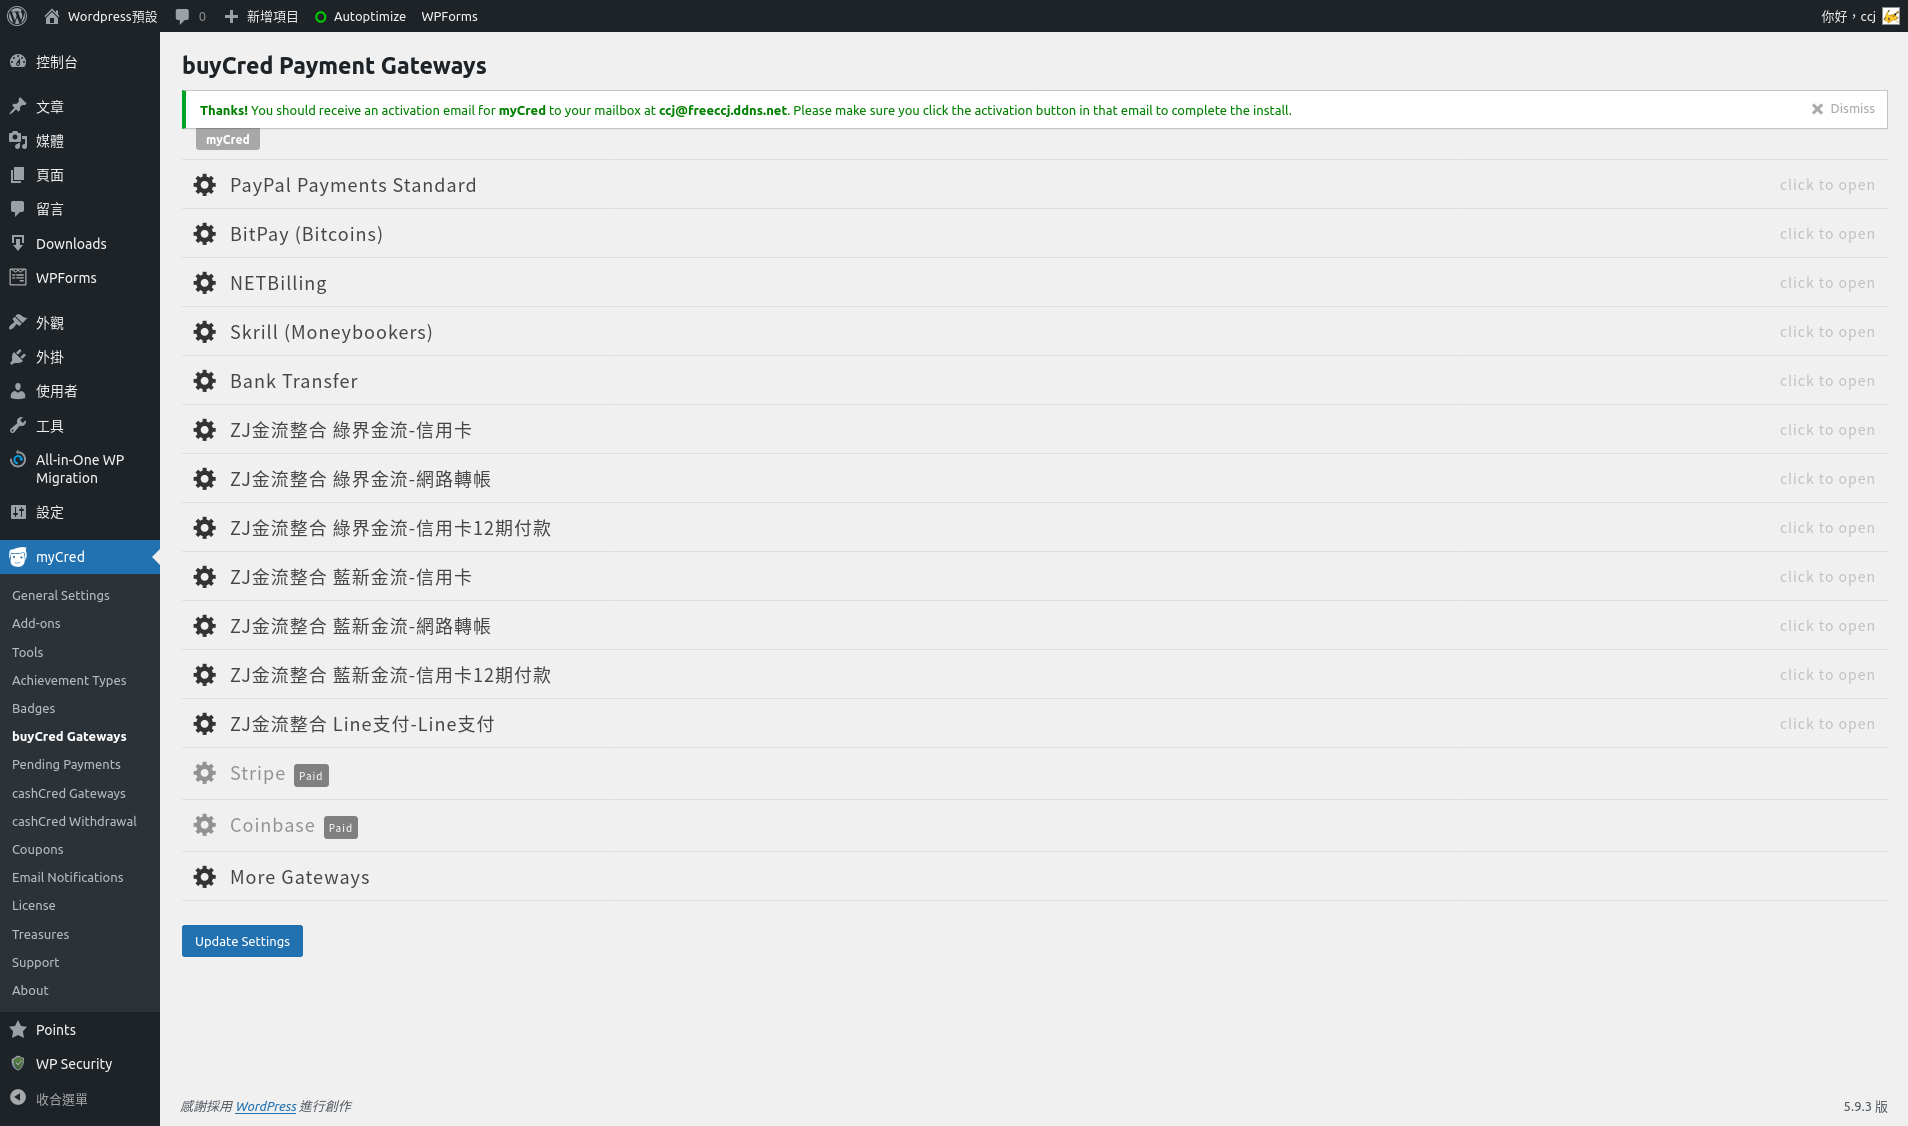 Wordpress預設
0
新增項目
Autoptimize
WPForms
你好，ccj
控制台
文章
媒體
頁面
留言
Downloads
WPForms
外觀
外掛
使用者
工具
All-in-One WP
Migration
設定
myCred
General Settings
Add-ons
Tools
Achievement Types
Badges
buyCred Gateways
Pending Payments
cashCred Gateways
cashCred Withdrawal
Coupons
Email Notifications
License
Treasures
Support
About
Points
WP Security
收合選單
buyCred Payment Gateways
Thanks! You should receive an activation email for myCred to your mailbox at ccj@freeccj.ddns.net. Please make sure you click the activation button in that email to complete the install.
Dismiss
myCred
PayPal Payments Standard
click to open
BitPay (Bitcoins)
click to open
NETBilling
click to open
Skrill (Moneybookers)
click to open
Bank Transfer
click to open
ZJ金流整合 綠界金流-信用卡
click to open
ZJ金流整合 綠界金流-網路轉帳
click to open
ZJ金流整合 綠界金流-信用卡12期付款
click to open
ZJ金流整合 藍新金流-信用卡
click to open
ZJ金流整合 藍新金流-網路轉帳
click to open
ZJ金流整合 藍新金流-信用卡12期付款
click to open
ZJ金流整合 Line支付-Line支付
click to open
Stripe Paid
Coinbase Paid
More Gateways
Update Settings
感謝採用 WordPress 進行創作
5.9.3 版